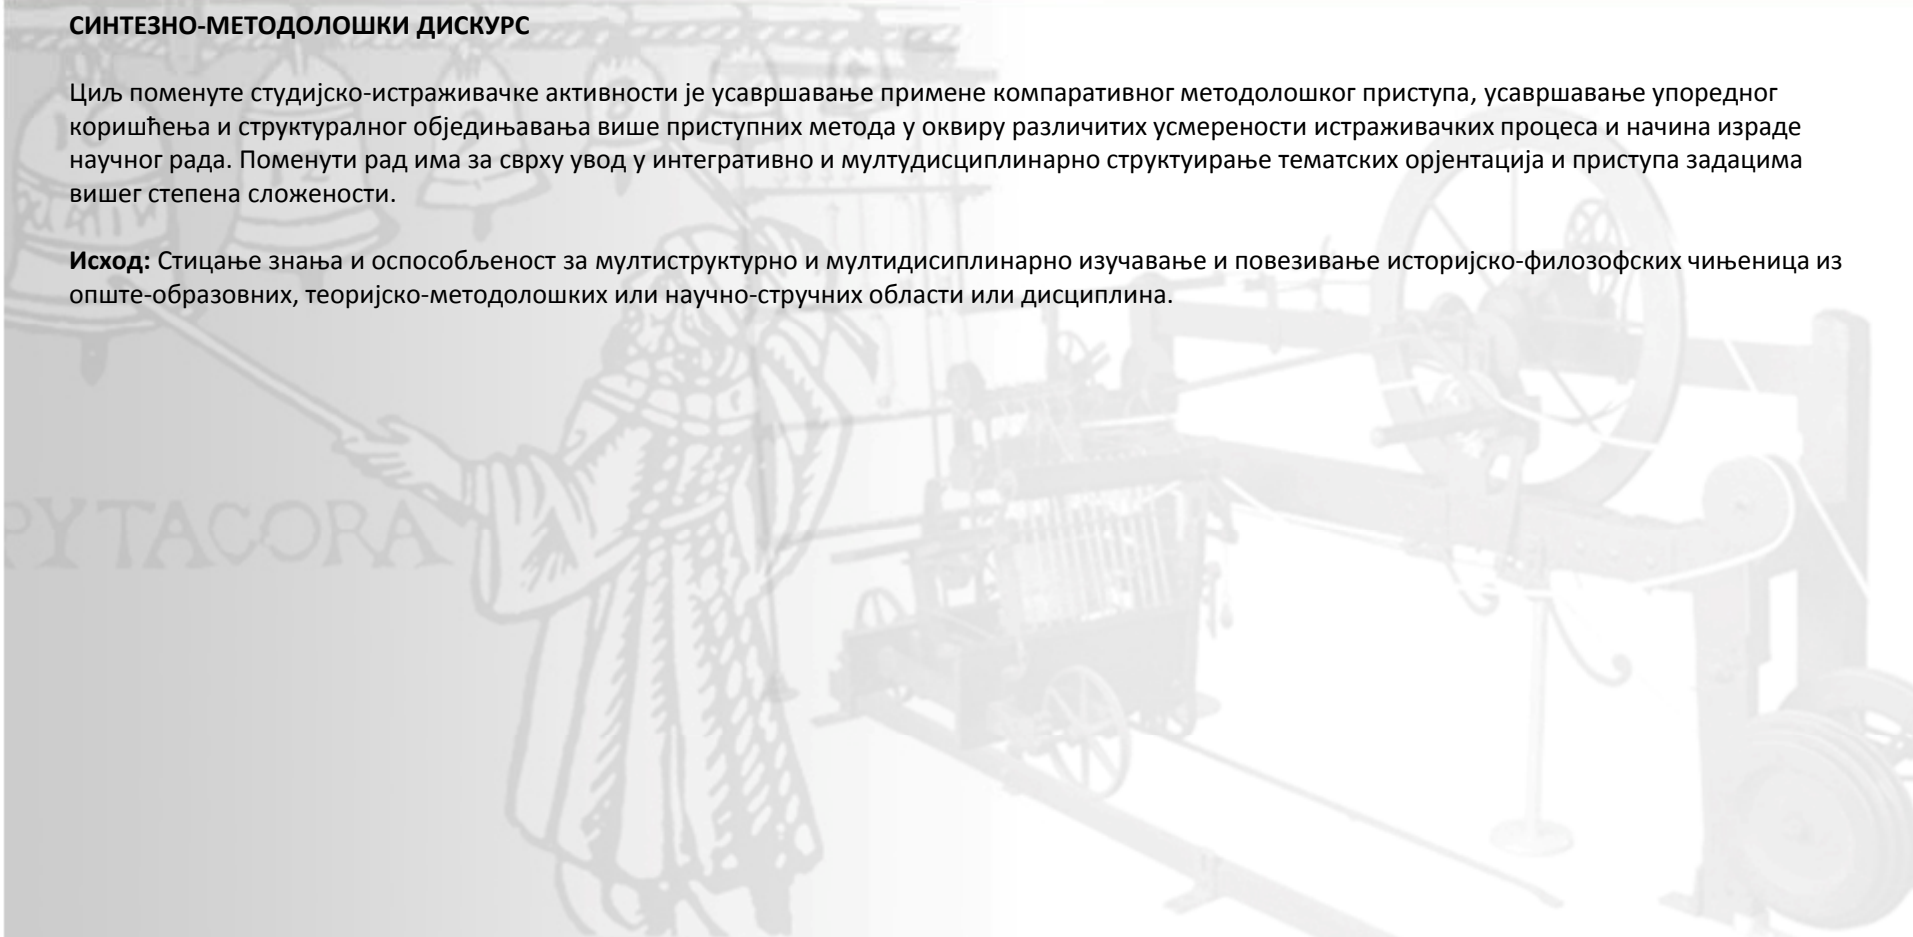 СИНТЕЗНО-МЕТОДОЛОШКИ ДИСКУРС
Циљ поменуте студијско-истраживачке активности је усавршавање примене компаративног методолошког приступа, усавршавање упоредног
коришћења и структуралног обједињавања више приступних метода у оквиру различитих усмерености истраживачких процеса и начина израде
научног рада. Поменути рад има за сврху увод у интегративно и мултудисциплинарно структуирање тематских орјентација и приступа задацима
вишег степена сложености.
Исход: Стицање знања и оспособљеност за мултиструктурно и мултидисиплинарно изучавање и повезивање историјско-филозофских чињеница из
опште-образовних, теоријско-методолошких или научно-стручних области или дисциплина.
PYTACORA